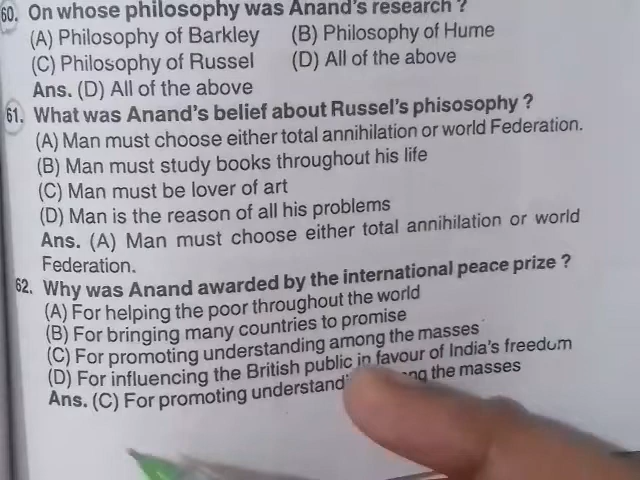 60. On whose philosophy was Anand's research ?
(A) Philosophy of Barkley (B) Philosophy of Hume
(C) Philosophy of Russel (D) All of the above
Ans. (D) All of the above
61. What was Anand's belief about Russel's phisosophy ?
(A) Man must choose either total annihilation or world Federation.
(B) Man must study books throughout his life
(C) Man must be lover of art
(D) Man is the reason of all his problems
Ans. (A) Man must choose either total annihilation or world
Federation.
62. Why was Anand awarded by the international peace prize ?
(A) For helping the poor throughout the world
(B) For bringing many countries to promise
(C) For promoting understanding among the masses
(D) For influencing the British public in favour of India's freedom
Ans. (C) For promoting the masses